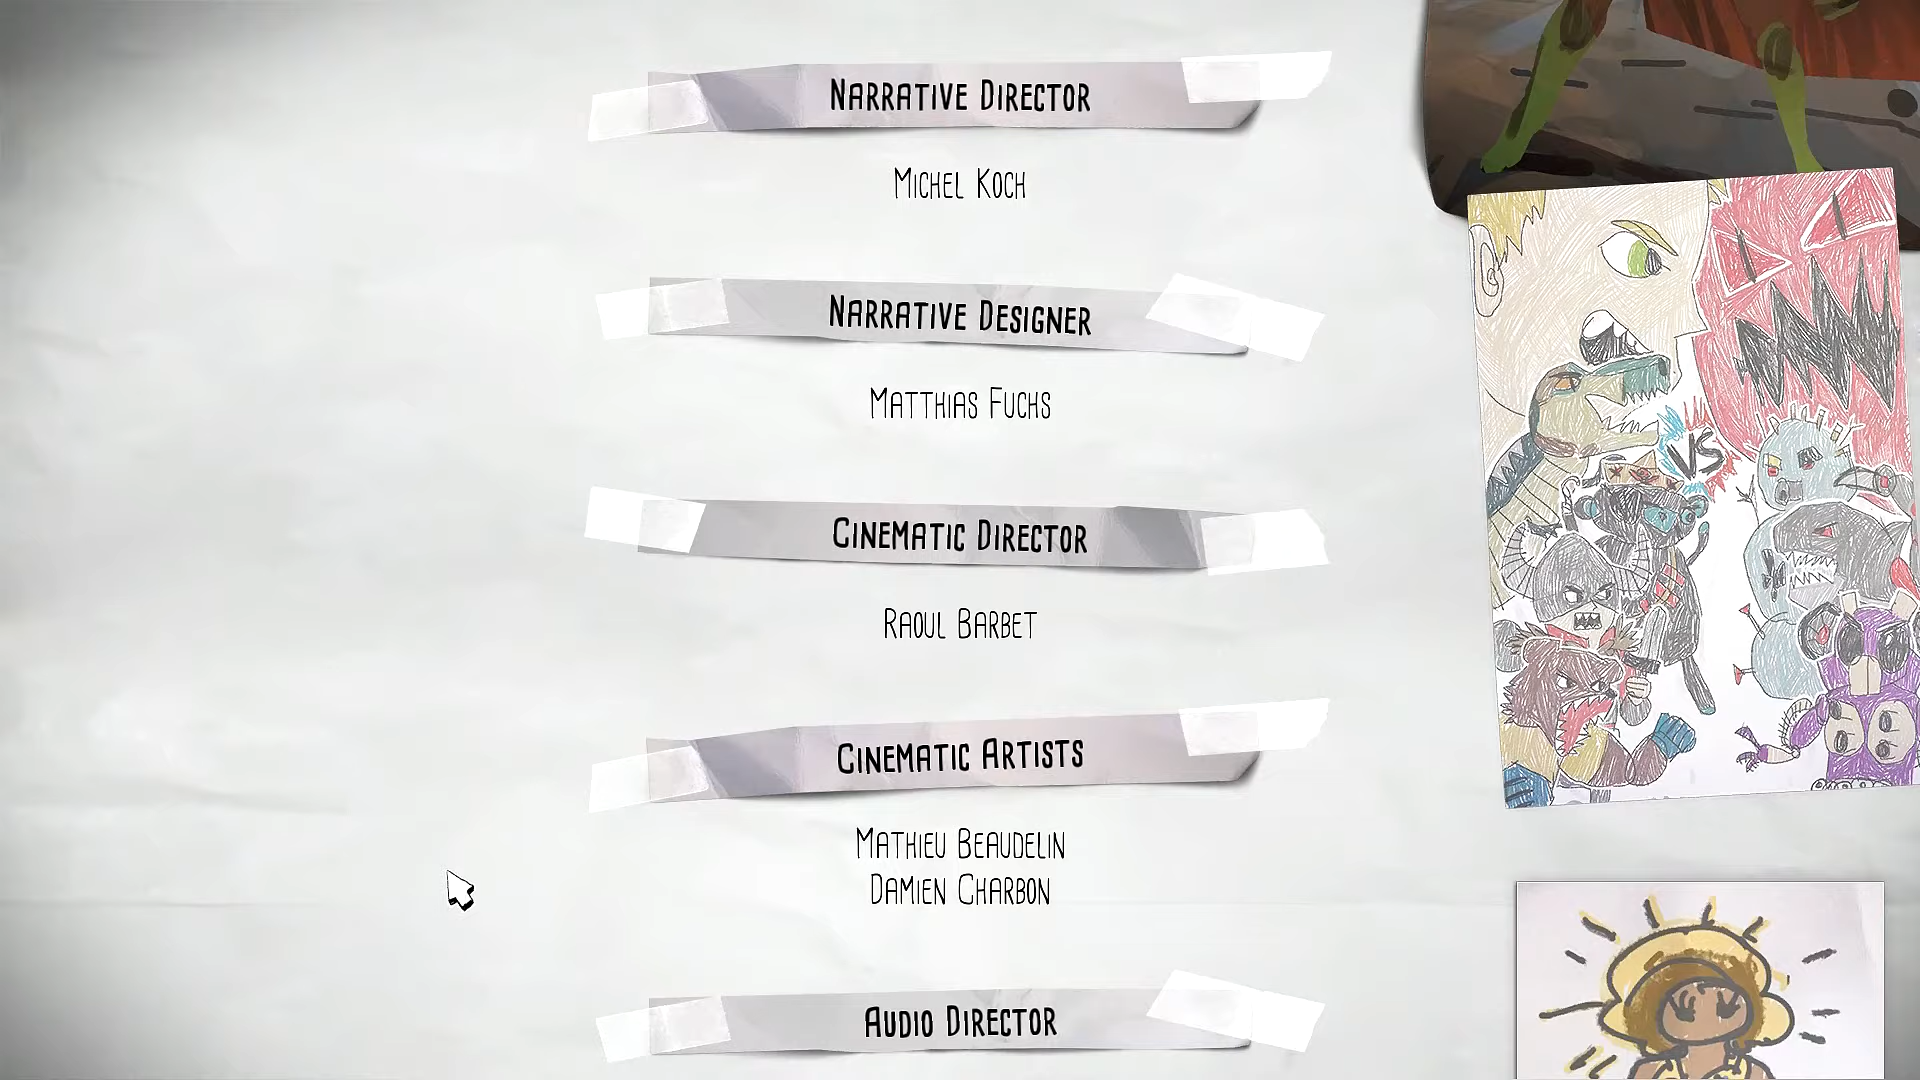 NARRATIVE DIRECTOR
MICHEL KOCH
NARRATIVE DESIGNER
MATTHIAS FUCHS
CINEMATIC DIRECTOR
RAOUL BARBET
CINEMATIC ARTISTS
MATHIEU BEAUDELIN
DAMIEN CHARBON
AUDIO DIRECTOR
VS